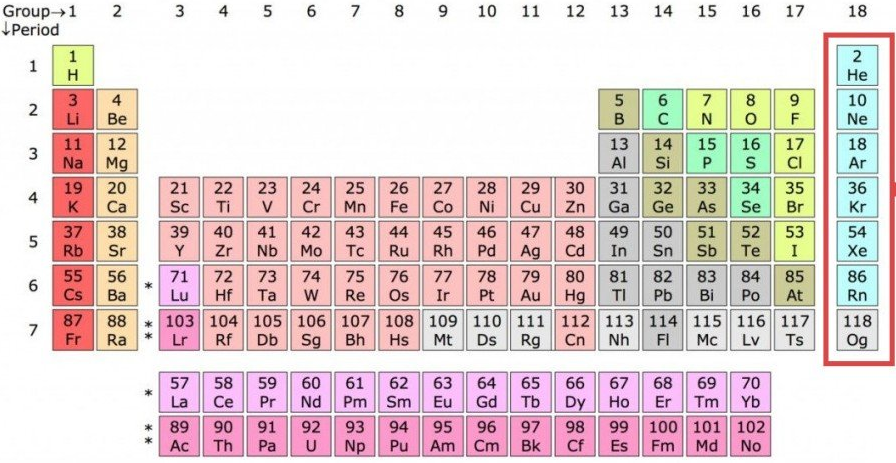 Group→1 2 3 4 5 6 7 8 9 10 11 12 13 14 15 16 17 18
↓Period
1 1 2
H He
2 3 4 5 6 7 8 9 10
Li Be B C N O F Ne
3 11 12 13 14 15 16 17 18
Na Mg Al Si P S Cl Ar
4 19 20 21 22 23 24 25 26 27 28 29 30 31 32 33 34 35 36
K Ca Sc Ti V Cr Mn Fe Co Ni Cu Zn Ga Ge As Se Br Kr
5 37 38 39 40 41 42 43 44 45 46 47 48 49 50 51 52 53 54
Rb Sr Y Zr Nb Mo Tc Ru Rh Pd Ag Cd In Sn Sb Te I Xe
6 55 56 * 71 72 73 74 75 76 77 78 79 80 81 82 83 84 85 86
Cs Ba Lu Hf Ta W Re Os Ir Pt Au Hg Tl Pb Bi Po At Rn
7 87 88 * 103 104 105 106 107 108 109 110 111 112 113 114 115 116 117 118
Fr Ra * Lr Rf Db Sg Bh Hs Mt Ds Rg Cn Nh Fl Mc Lv Ts Og
* 57 58 59 60 61 62 63 64 65 66 67 68 69 70
La Ce Pr Nd Pm Sm Eu Gd Tb Dy Ho Er Tm Yb
* 89 90 91 92 93 94 95 96 97 98 99 100 101 102
* Ac Th Pa U Np Pu Am Cm Bk Cf Es Fm Md No